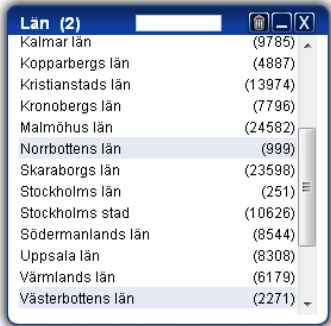 Län (2)
Kalmar län (9785)
Kopparbergs län (4887)
Kristianstads län (13974)
Kronobergs län (7796)
Malmöhus län (24582)
Norrbottens län (999)
Skaraborgs län (23598)
Stockholms län (251)
Stockholms stad (10626)
Södermanlands län (8544)
Uppsala län (8308)
Värmlands län (6179)
Västerbottens län (2271)